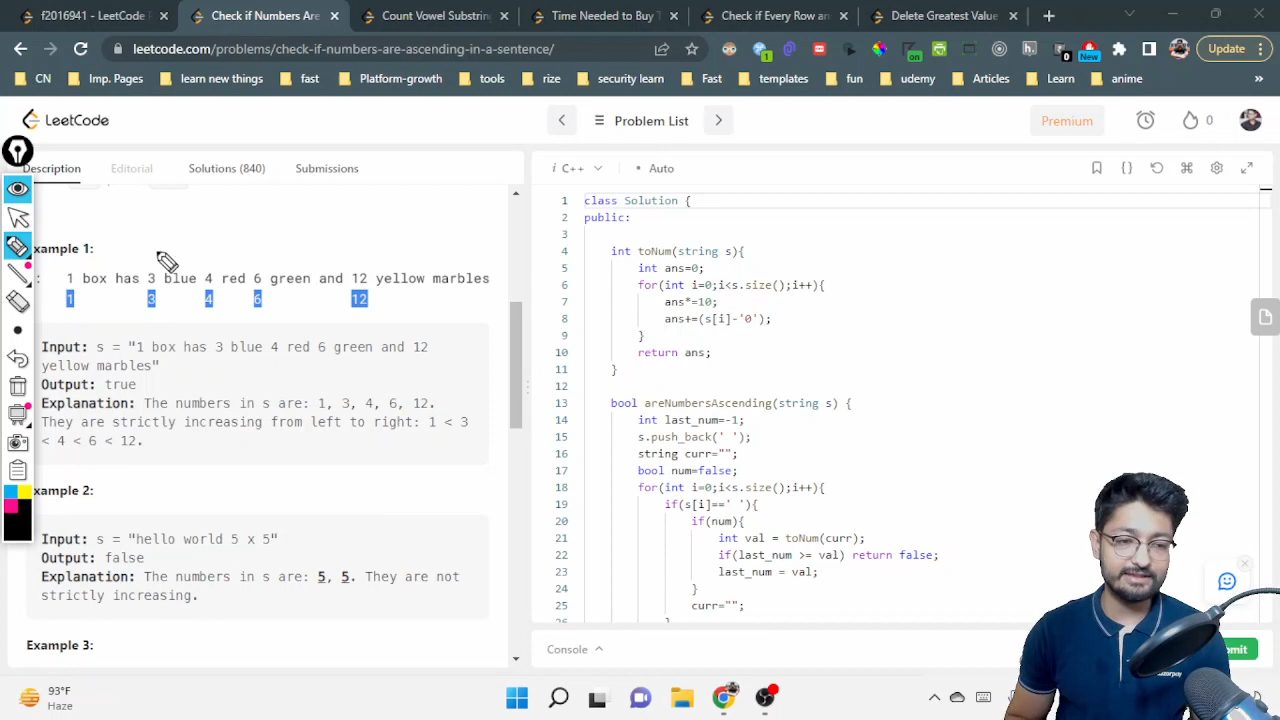 f2016941 - LeetCode P
Check if Numbers Are
Count Vowel Substring
Time Needed to Buy T
Check if Every Row an
Delete Greatest Value
leetcode.com/problems/check-if-numbers-are-ascending-in-a-sentence/
Update
CN
Imp. Pages
learn new things
fast
Platform-growth
tools
rise
security learn
Fast
templates
fun
udemy
Articles
Learn
anime
»
LeetCode
Problem List
Premium
0
Description
Editorial
Solutions (840)
Submissions
i C++
Auto
xample 1:
: 1 box has 3 blue 4 red 6 green and 12 yellow marbles
1 3 4 6 12
Input: s = "1 box has 3 blue 4 red 6 green and 12
yellow marbles"
Output: true
Explanation: The numbers in s are: 1, 3, 4, 6, 12.
They are strictly increasing from left to right: 1 < 3
< 4 < 6 < 12.
xample 2:
Input: s = "hello world 5 x 5"
Output: false
Explanation: The numbers in s are: 5, 5. They are not
strictly increasing.
Example 3:
1 class Solution {
2 public:
3
4 int toNum(string s){
5 int ans=0;
6 for(int i=0;i<s.size();i++){
7 ans*=10;
8 ans+=(s[i]-'0');
9 }
10 return ans;
11 }
12
13 bool areNumbersAscending(string s) {
14 int last_num=-1;
15 s.push_back(' ');
16 string curr="";
17 bool num=false;
18 for(int i=0;i<s.size();i++){
19 if(s[i]==' '){
20 if(num){
21 int val = toNum(curr);
22 if(last_num >= val) return false;
23 last_num = val;
24 }
25 curr="";
26 }
Console
mit
93°F
Haze
1
on
0
New